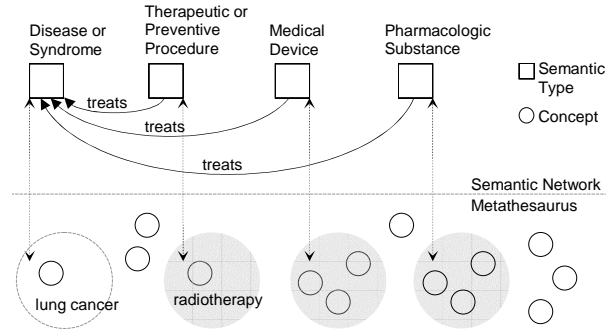 Disease or
Syndrome
Therapeutic or
Preventive
Procedure
Medical
Device
Pharmacologic
Substance
Semantic
Type
Concept
treats
treats
treats
Semantic Network
Metathesaurus
lung cancer
radiotherapy